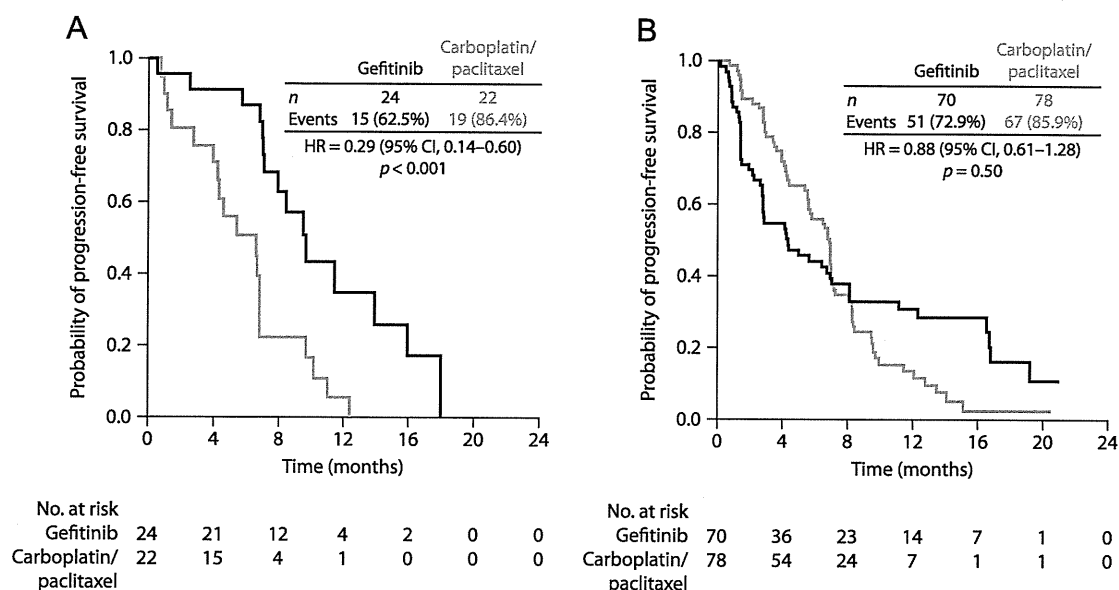 A
Probability of progression-free survival
1.0
0.8
0.6
0.4
0.2
0.0
0 4 8 12 16 20 24
Time (months)
Carboplatin/
Gefitinib paclitaxel
n 24 22
Events 15 (62.5%) 19 (86.4%)
HR = 0.29 (95% CI, 0.14–0.60)
p < 0.001
No. at risk
Gefitinib 24 21 12 4 2 0 0
Carboplatin/ 22 15 4 1 0 0 0
paclitaxel
B
Probability of progression-free survival
1.0
0.8
0.6
0.4
0.2
0.0
0 4 8 12 16 20 24
Time (months)
Carboplatin/
Gefitinib paclitaxel
n 70 78
Events 51 (72.9%) 67 (85.9%)
HR = 0.88 (95% CI, 0.61–1.28)
p = 0.50
No. at risk
Gefitinib 70 36 23 14 7 1 0
Carboplatin/ 78 54 24 7 1 1 0
paclitaxel